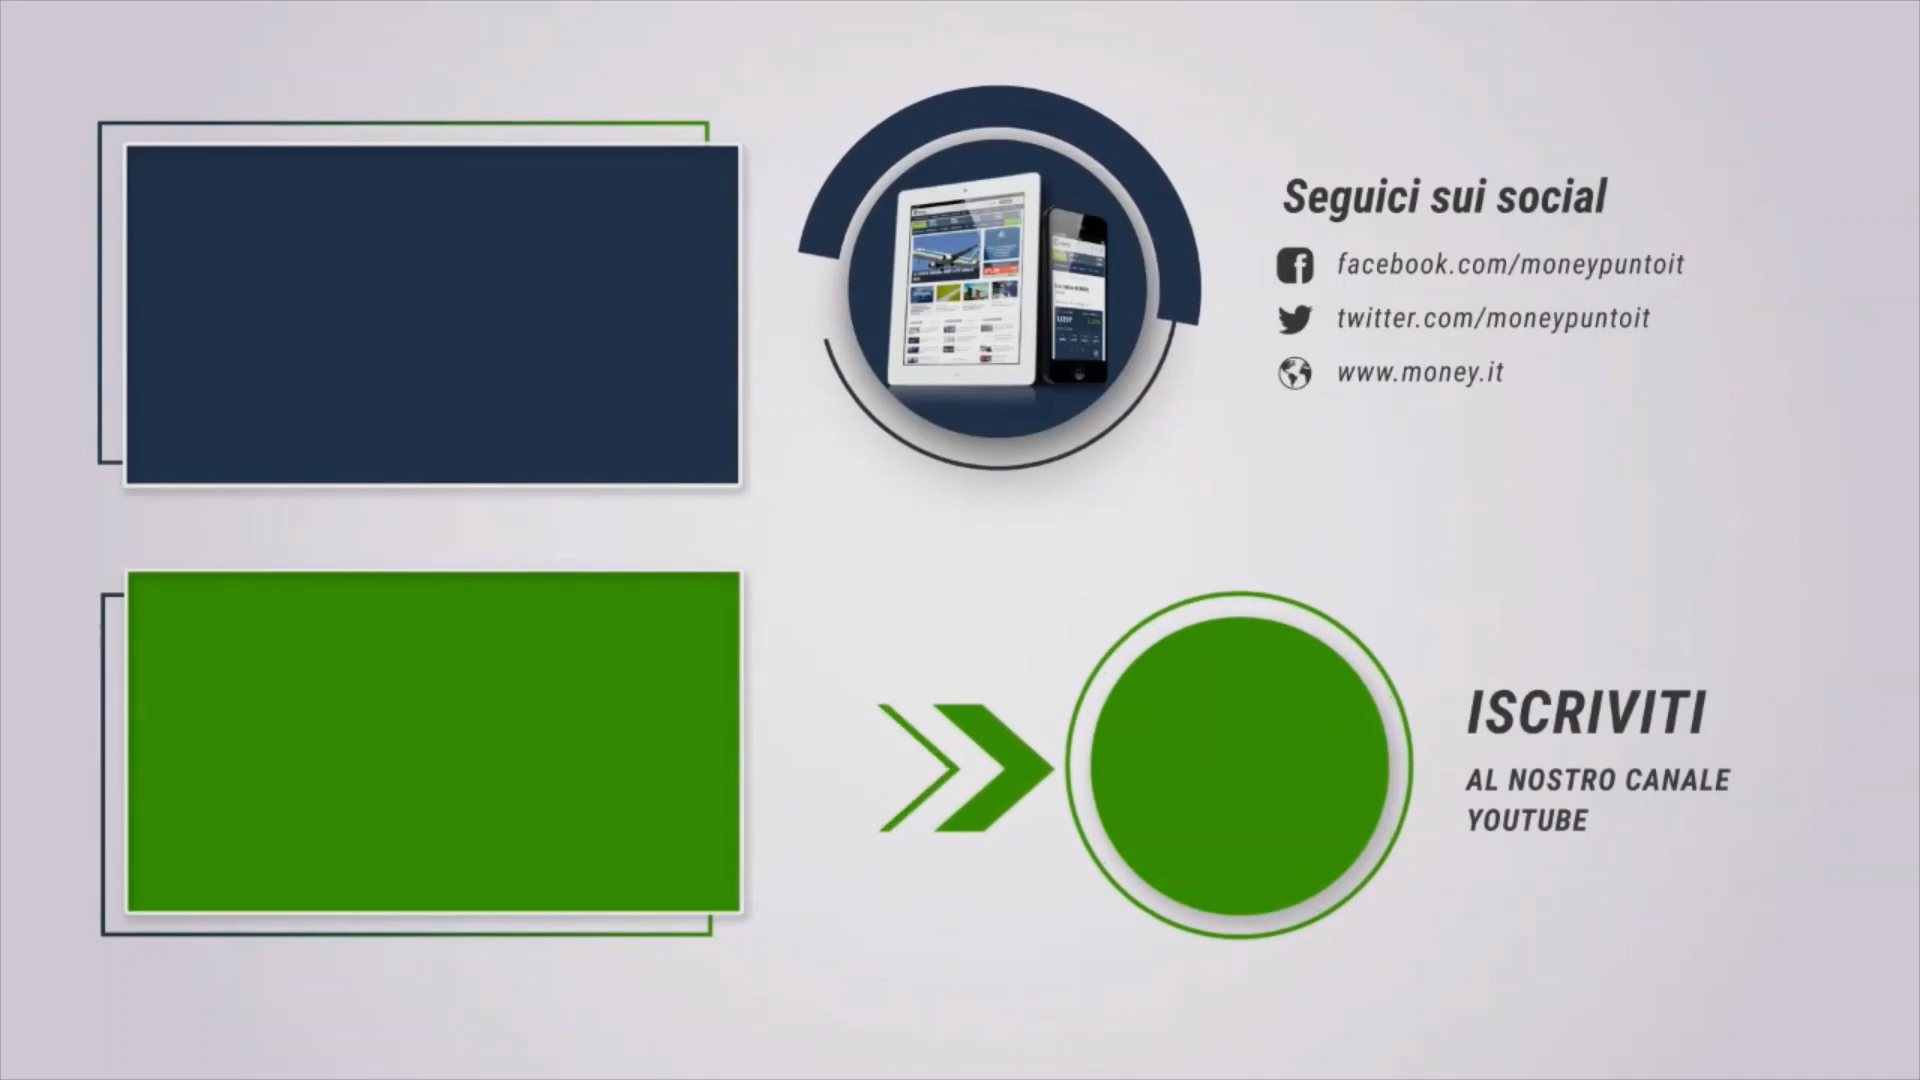 Seguici sui social
facebook.com/moneypuntoit
twitter.com/moneypuntoit
www.money.it
ISCRIVITI
AL NOSTRO CANALE
YOUTUBE